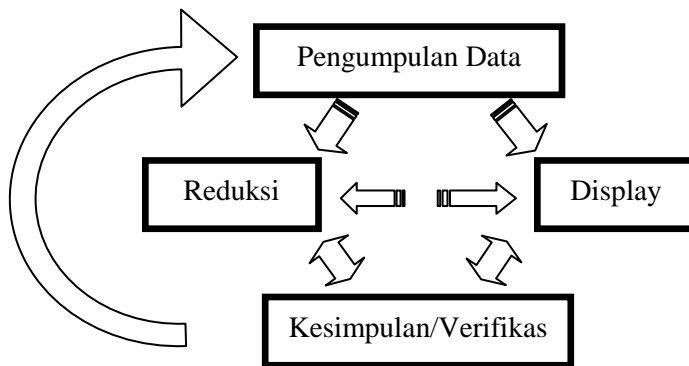 Pengumpulan Data
Reduksi
Display
Kesimpulan/Verifikas